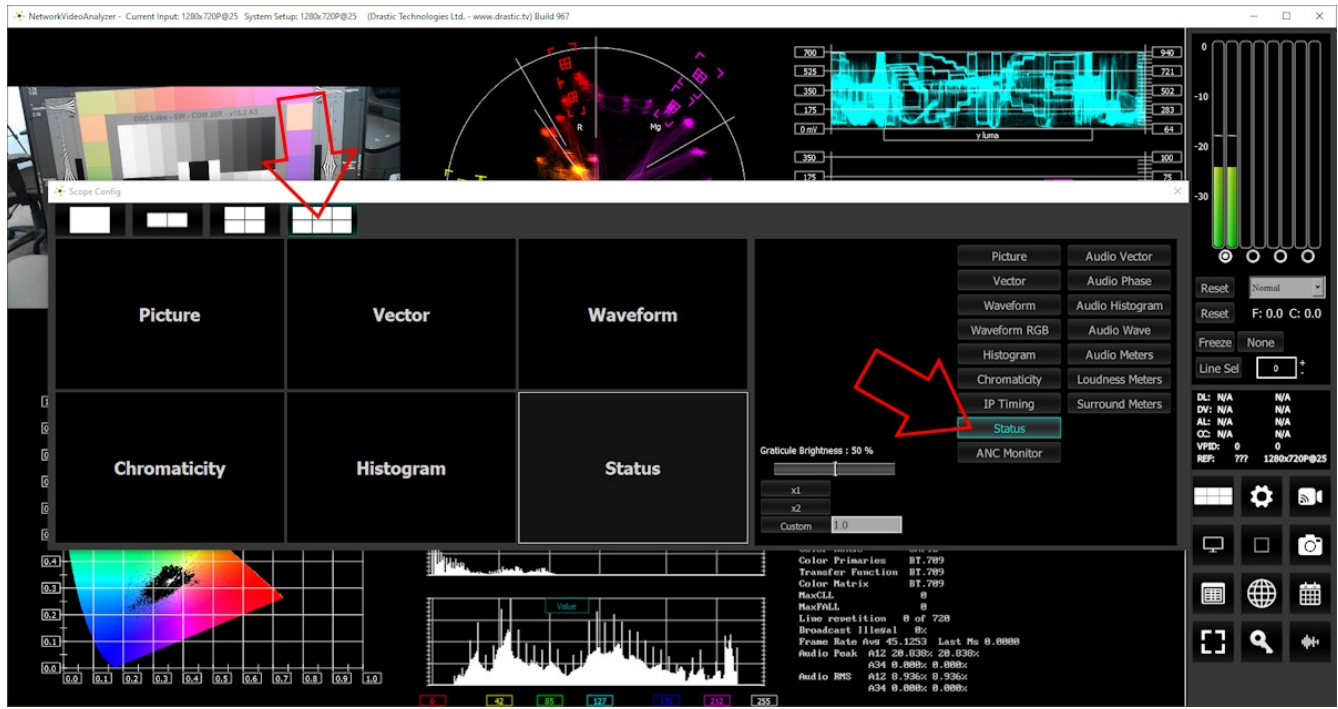 NetworkVideoAnalyzer - Current Input: 1280x720P@25 System Setup: 1280x720P@25 (Drastic Technologies Ltd. - www.drastic.tv) Build 967
DSC Labs - SW - CDM 28R - v15.2 A3
R
Mg
700
525
350
175
0 mV
940
721
502
283
64
y luma
350
175
100
75
0
-10
-20
-30
Scope Config
Picture
Vector
Waveform
Chromaticity
Histogram
Status
Picture
Audio Vector
Vector
Audio Phase
Waveform
Audio Histogram
Waveform RGB
Audio Wave
Histogram
Audio Meters
Chromaticity
Loudness Meters
IP Timing
Surround Meters
Status
ANC Monitor
Graticule Brightness : 50 %
x1
x2
Custom 1.0
Reset Normal
Reset F: 0.0 C: 0.0
Freeze None
Line Sel 0 + -
DL: N/A N/A
DV: N/A N/A
AL: N/A N/A
CC: N/A N/A
VPID: 0 0
REF: ??? 1280x720P@25
0.4
0.3
0.2
0.1
0.0
0.0 0.1 0.2 0.3 0.4 0.5 0.6 0.7 0.8 0.9 1.0
Value
0 42 85 127 212 255
Color Primaries BT.709
Transfer Function BT.709
Color Matrix BT.709
MaxCLL 0
MaxFALL 0
Line repetition 0 of 720
Broadcast Illegal 0%
Frame Rate Avg 45.1253 Last Ms 0.0000
Audio Peak A12 20.838% 20.838%
A34 0.000% 0.000%
Audio RMS A12 8.936% 8.936%
A34 0.000% 0.000%